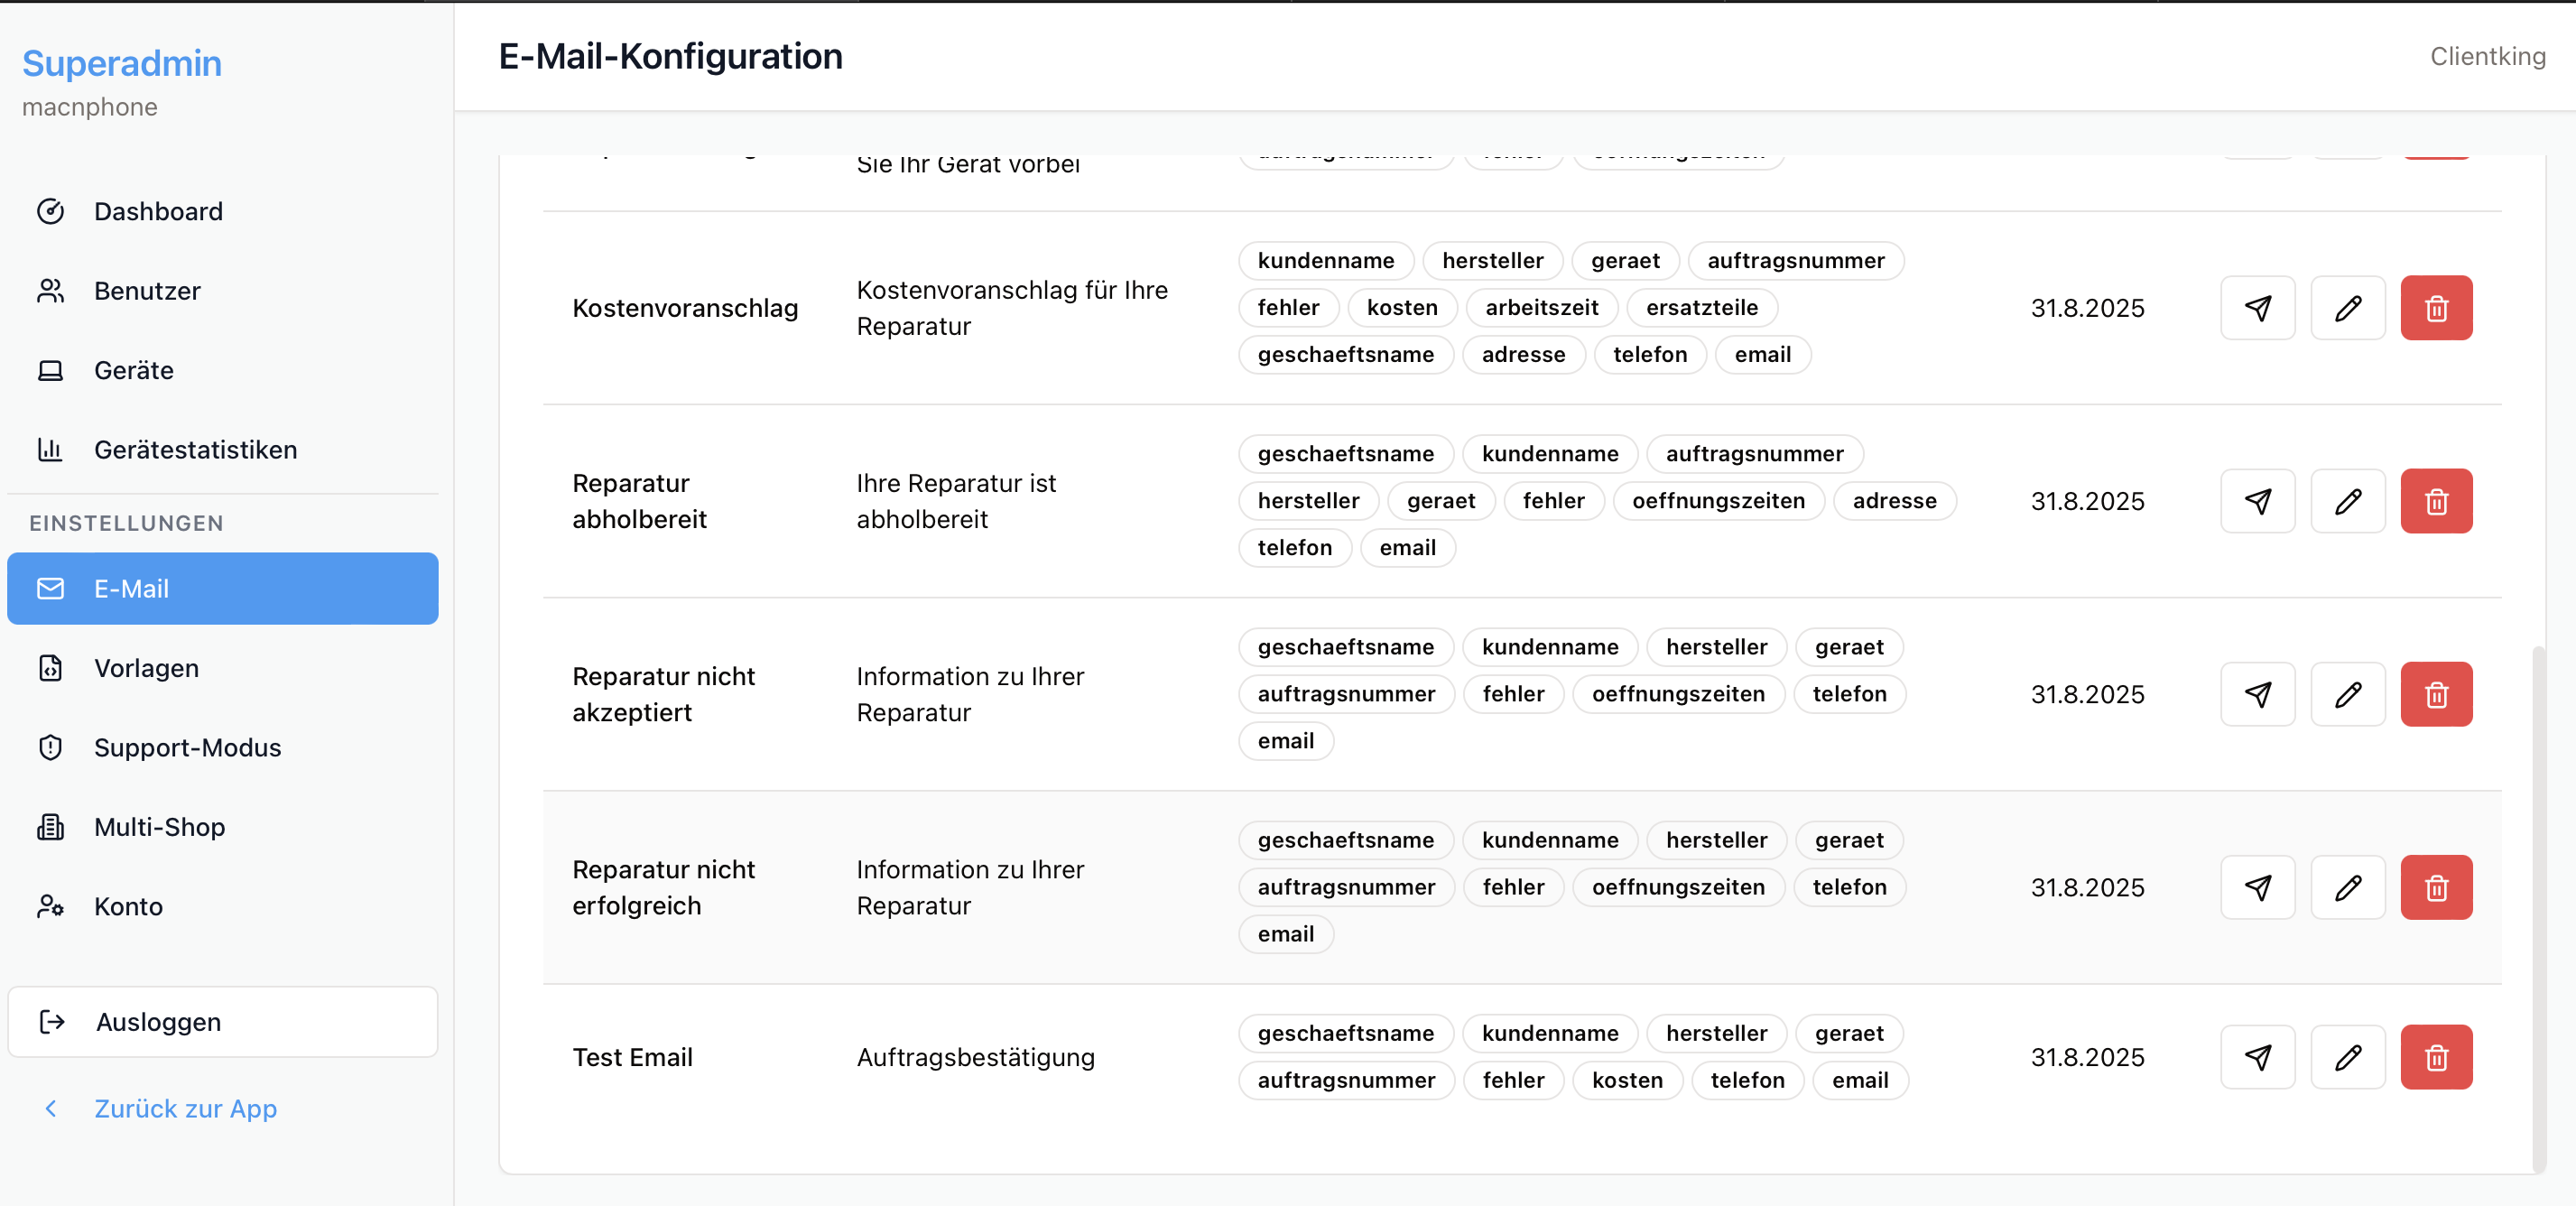 Superadmin
macnphone
Dashboard
Benutzer
Geräte
Gerätestatistiken
EINSTELLUNGEN
E-Mail
Vorlagen
Support-Modus
Multi-Shop
Konto
Ausloggen
Zurück zur App
E-Mail-Konfiguration
Clientking
Sie Ihr Gerät vorbei
auftragsnummer fehler oeffnungszeiten
Kostenvoranschlag
Kostenvoranschlag für Ihre
Reparatur
kundenname hersteller geraet auftragsnummer
fehler kosten arbeitszeit ersatzteile
geschaeftsname adresse telefon email
31.8.2025
Reparatur
abholbereit
Ihre Reparatur ist
abholbereit
geschaeftsname kundenname auftragsnummer
hersteller geraet fehler oeffnungszeiten adresse
telefon email
31.8.2025
Reparatur nicht
akzeptiert
Information zu Ihrer
Reparatur
geschaeftsname kundenname hersteller geraet
auftragsnummer fehler oeffnungszeiten telefon
email
31.8.2025
Reparatur nicht
erfolgreich
Information zu Ihrer
Reparatur
geschaeftsname kundenname hersteller geraet
auftragsnummer fehler oeffnungszeiten telefon
email
31.8.2025
Test Email
Auftragsbestätigung
geschaeftsname kundenname hersteller geraet
auftragsnummer fehler kosten telefon email
31.8.2025